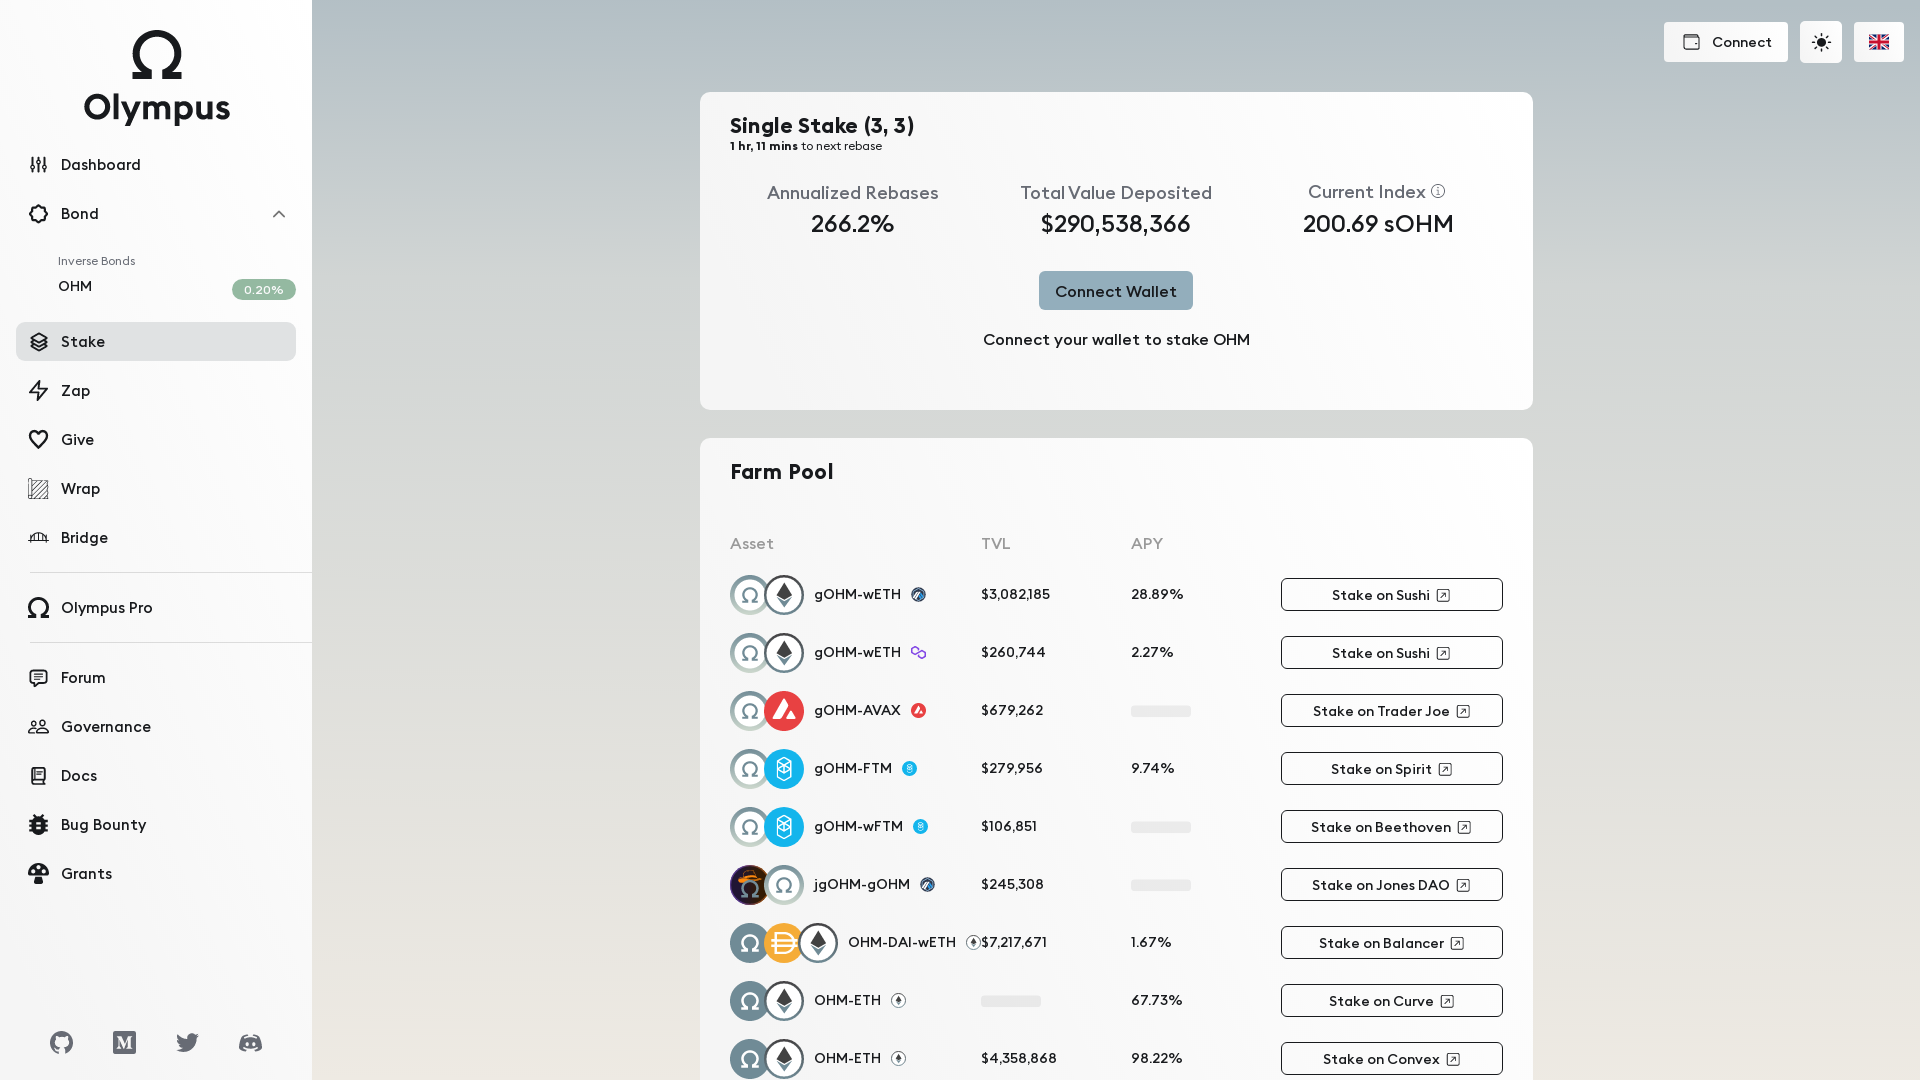 Olympus
Dashboard
Bond
Inverse Bonds
OHM
0.20%
Stake
Zap
Give
Wrap
Bridge
Olympus Pro
Forum
Governance
Docs
Bug Bounty
Grants
Connect
Single Stake (3, 3)
1 hr, 11 mins to next rebase
Annualized Rebases
266.2%
Total Value Deposited
$290,538,366
Current Index
200.69 sOHM
Connect Wallet
Connect your wallet to stake OHM
Farm Pool
Asset TVL APY
gOHM-wETH $3,082,185 28.89% Stake on Sushi
gOHM-wETH $260,744 2.27% Stake on Sushi
gOHM-AVAX $679,262 Stake on Trader Joe
gOHM-FTM $279,956 9.74% Stake on Spirit
gOHM-wFTM $106,851 Stake on Beethoven
jgOHM-gOHM $245,308 Stake on Jones DAO
OHM-DAI-wETH $7,217,671 1.67% Stake on Balancer
OHM-ETH 67.73% Stake on Curve
OHM-ETH $4,358,868 98.22% Stake on Convex